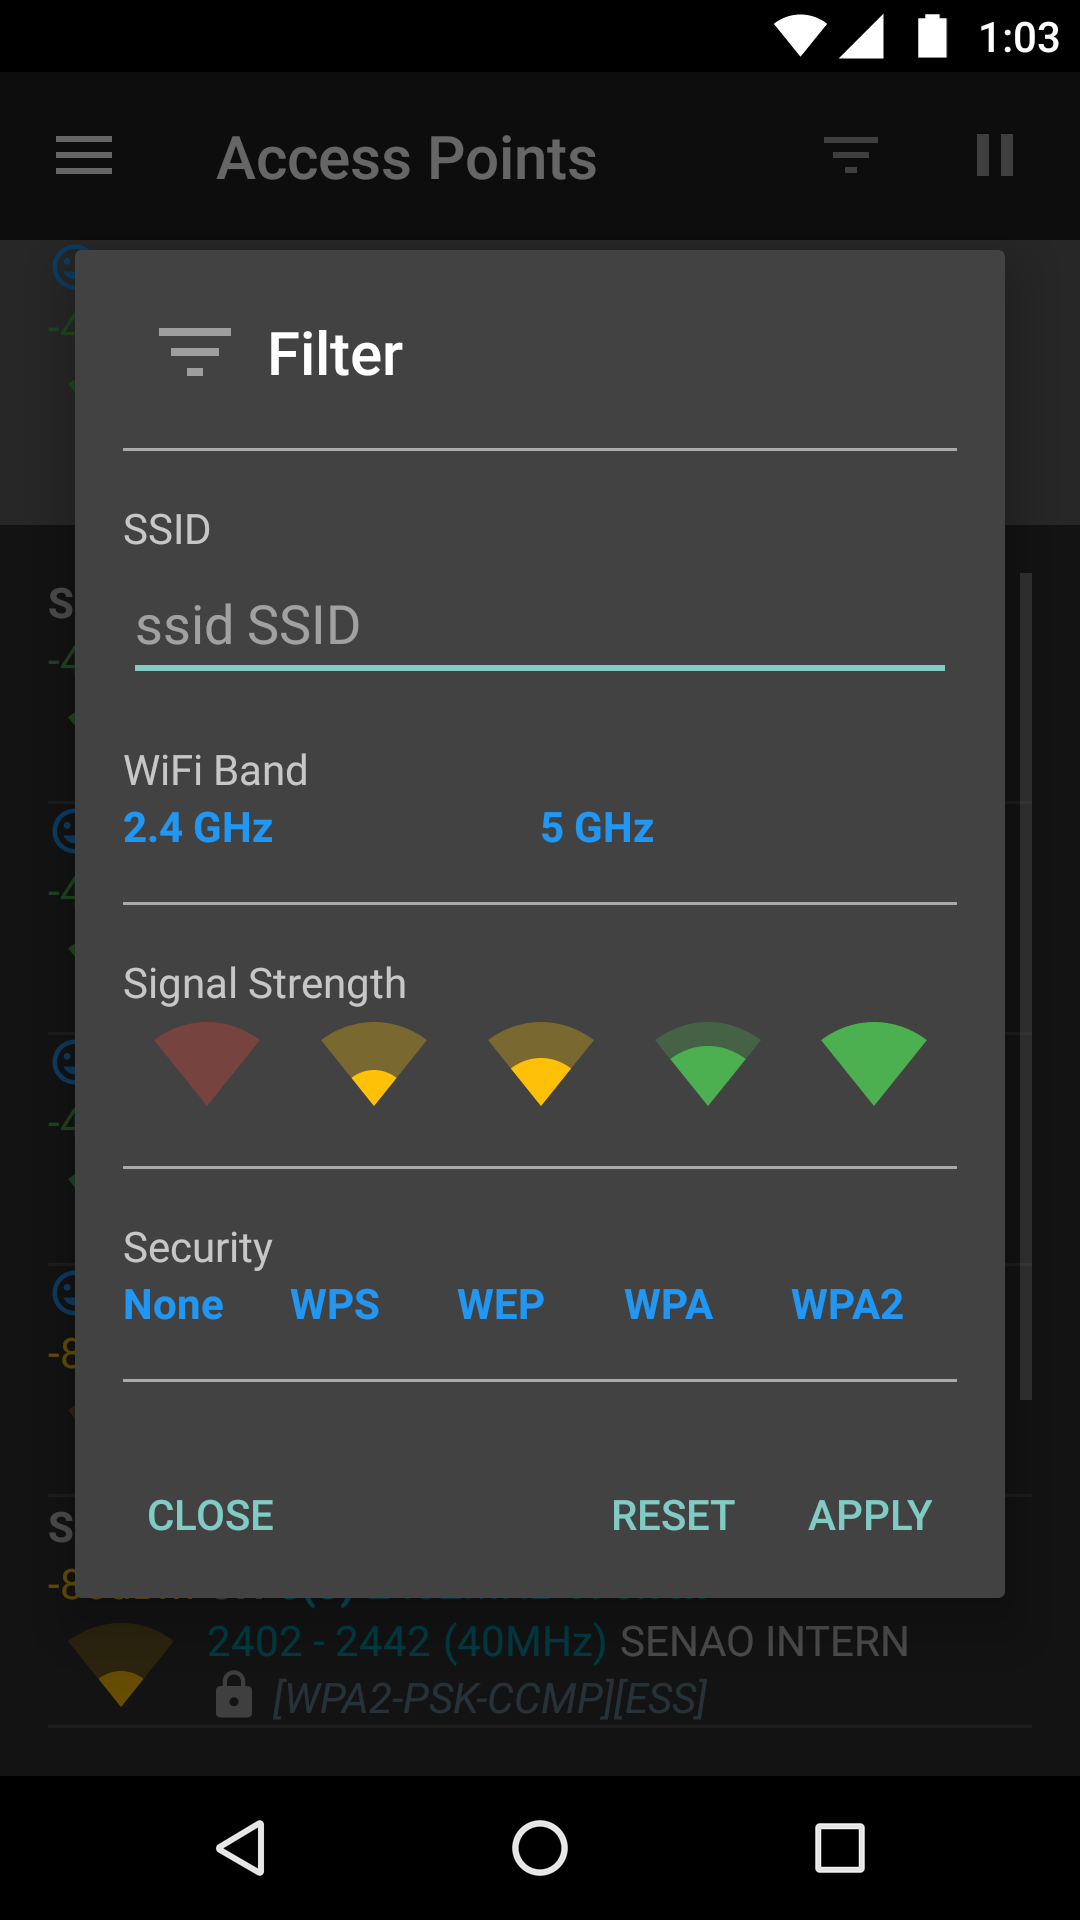 1:03
Access Points
Filter
SSID
ssid SSID
WiFi Band
2.4 GHz 5 GHz
Signal Strength
Security
None WPS WEP WPA WPA2
CLOSE RESET APPLY
2402 - 2442 (40MHz) SENAO INTERN
[WPA2-PSK-CCMP][ESS]